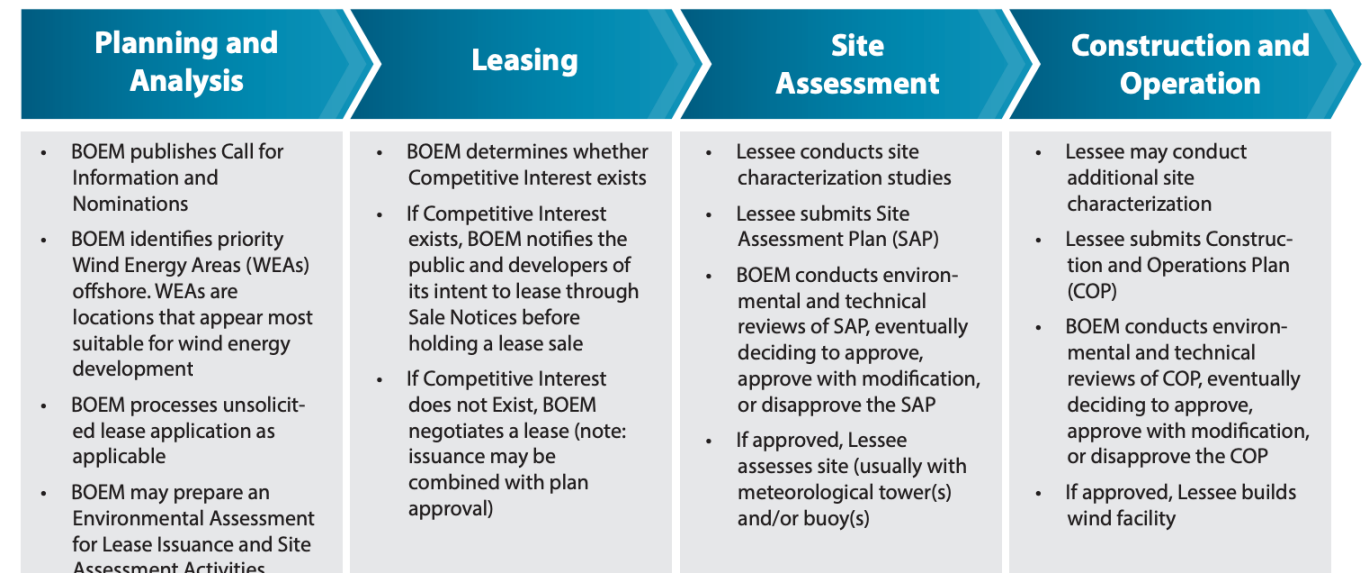 Planning and
Analysis
Leasing
Site
Assessment
Construction and
Operation
• BOEM publishes Call for
Information and
Nominations
• BOEM identifies priority
Wind Energy Areas (WEAs)
offshore. WEAs are
locations that appear most
suitable for wind energy
development
• BOEM processes unsolicit-
ed lease application as
applicable
• BOEM may prepare an
Environmental Assessment
for Lease Issuance and Site
Assessment Activities
• BOEM determines whether
Competitive Interest exists
• If Competitive Interest
exists, BOEM notifies the
public and developers of
its intent to lease through
Sale Notices before
holding a lease sale
• If Competitive Interest
does not Exist, BOEM
negotiates a lease (note:
issuance may be
combined with plan
approval)
• Lessee conducts site
characterization studies
• Lessee submits Site
Assessment Plan (SAP)
• BOEM conducts environ-
mental and technical
reviews of SAP, eventually
deciding to approve,
approve with modification,
or disapprove the SAP
• If approved, Lessee
assesses site (usually with
meteorological tower(s)
and/or buoy(s)
• Lessee may conduct
additional site
characterization
• Lessee submits Construc-
tion and Operations Plan
(COP)
• BOEM conducts environ-
mental and technical
reviews of COP, eventually
deciding to approve,
approve with modification,
or disapprove the COP
• If approved, Lessee builds
wind facility